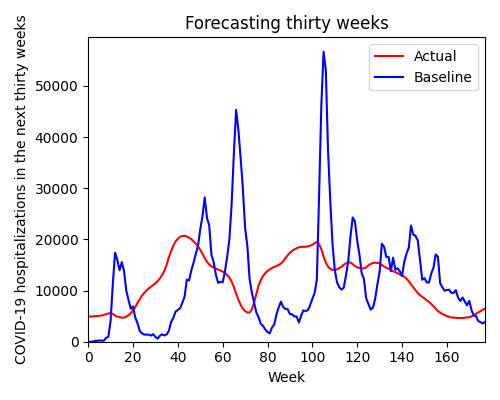 Forecasting thirty weeks
COVID-19 hospitalizations in the next thirty weeks
50000
40000
30000
20000
10000
0
Actual
Baseline
0 20 40 60 80 100 120 140 160
Week